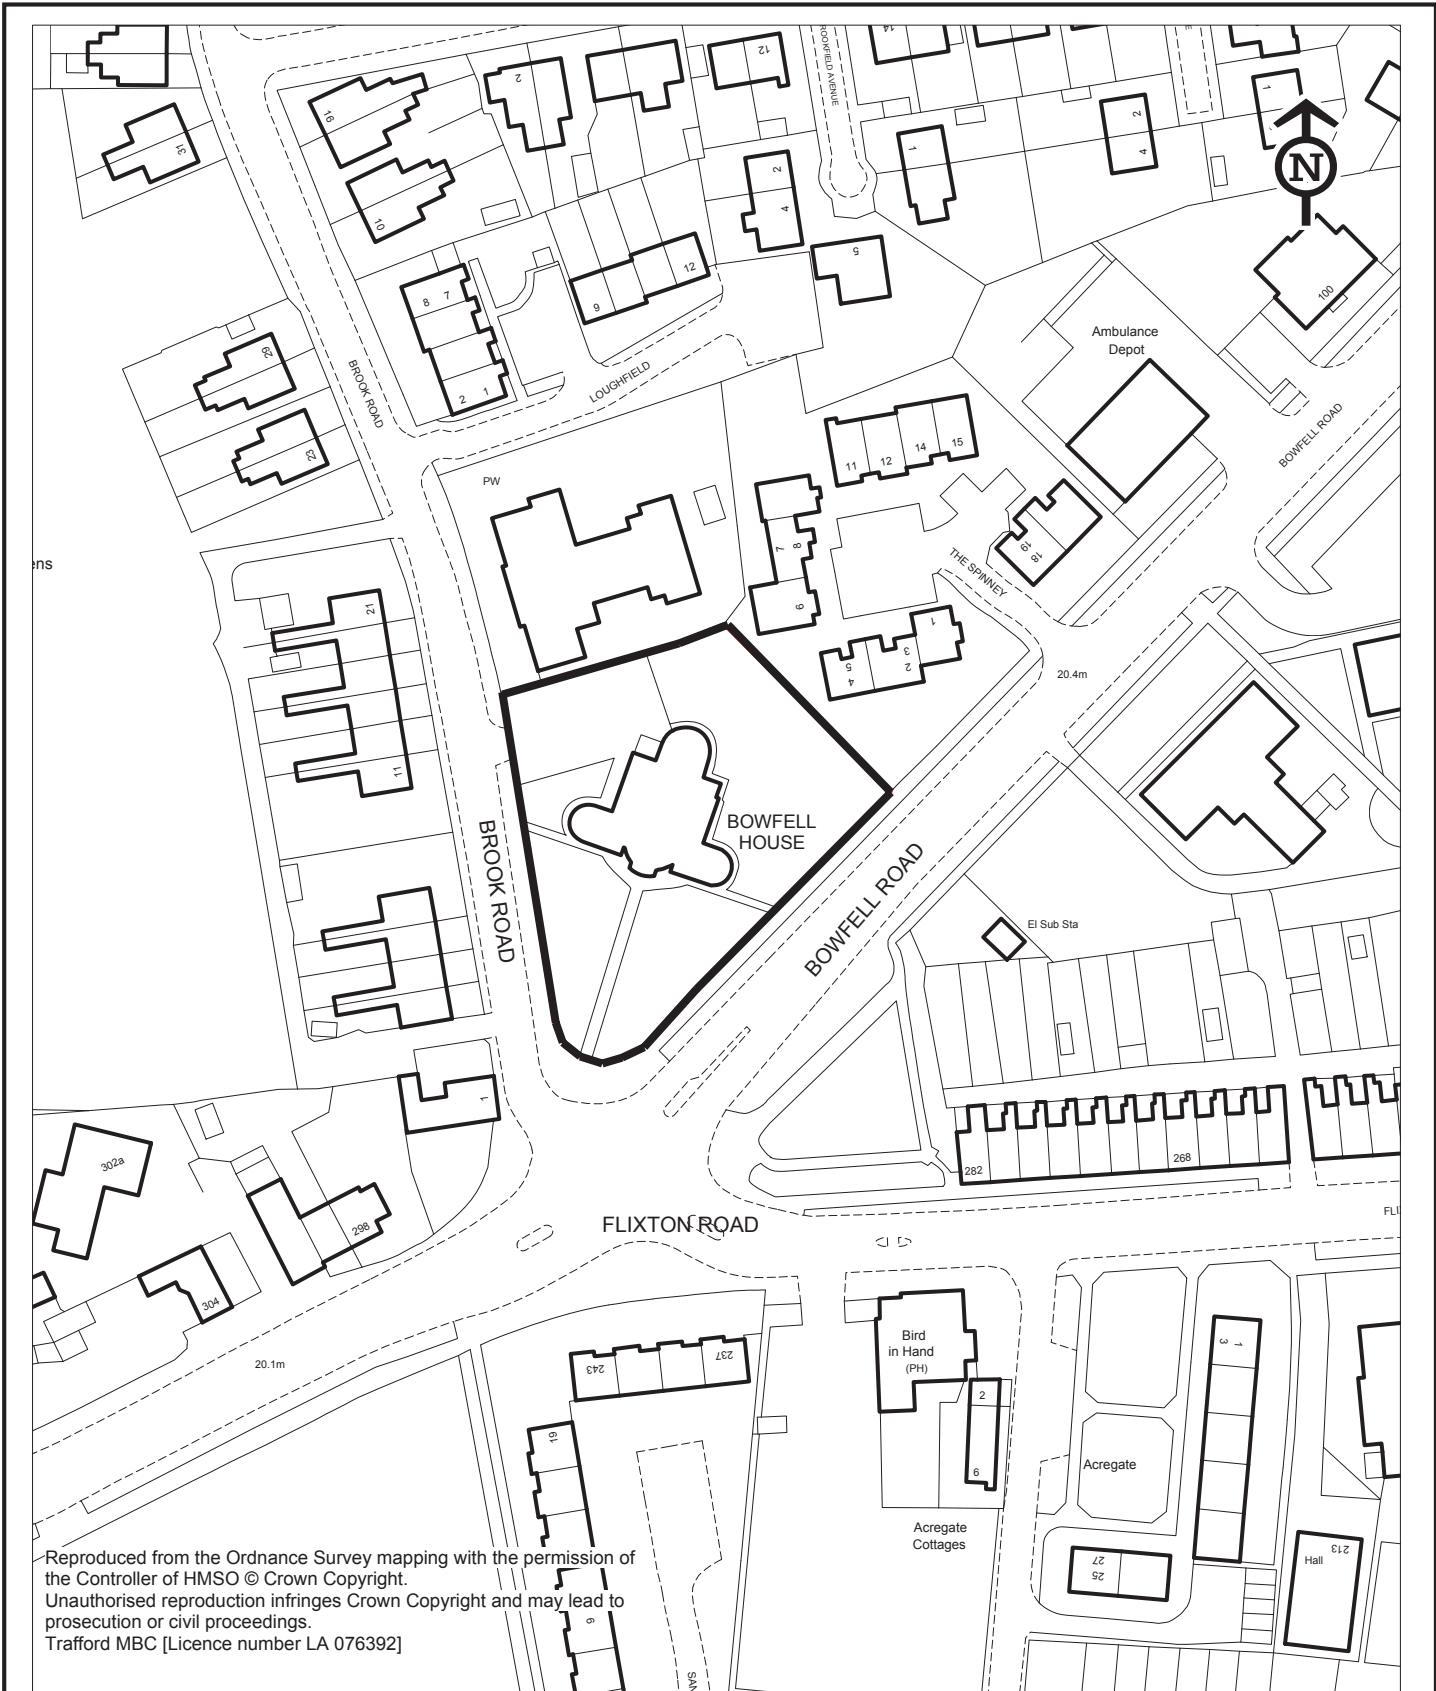 12
2
14
16
31
10
2
4
1
2
4
1
N
5
100
12
9
8 7
2 1
BROOKFIELD AVENUE
BROOK ROAD
LOUGHFIELD
29
23
Ambulance
Depot
BOWFELL ROAD
PW
11
12
14
15
7
8
6
19
18
THE SPINNEY
ens
21
11
1
3
2
5
4
20.4m
BOWFELL
HOUSE
BROOK ROAD
BOWFELL ROAD
El Sub Sta
1
302a
298
304
282
268
FLIXTON ROAD
FLI
20.1m
243
237
Bird
in Hand
(PH)
2
6
1
3
19
Acregate
Acregate
Cottages
27
25
Hall
213
6
SAN
Reproduced from the Ordnance Survey mapping with the permission of
the Controller of HMSO © Crown Copyright.
Unauthorised reproduction infringes Crown Copyright and may lead to
prosecution or civil proceedings.
Trafford MBC [Licence number LA 076392]